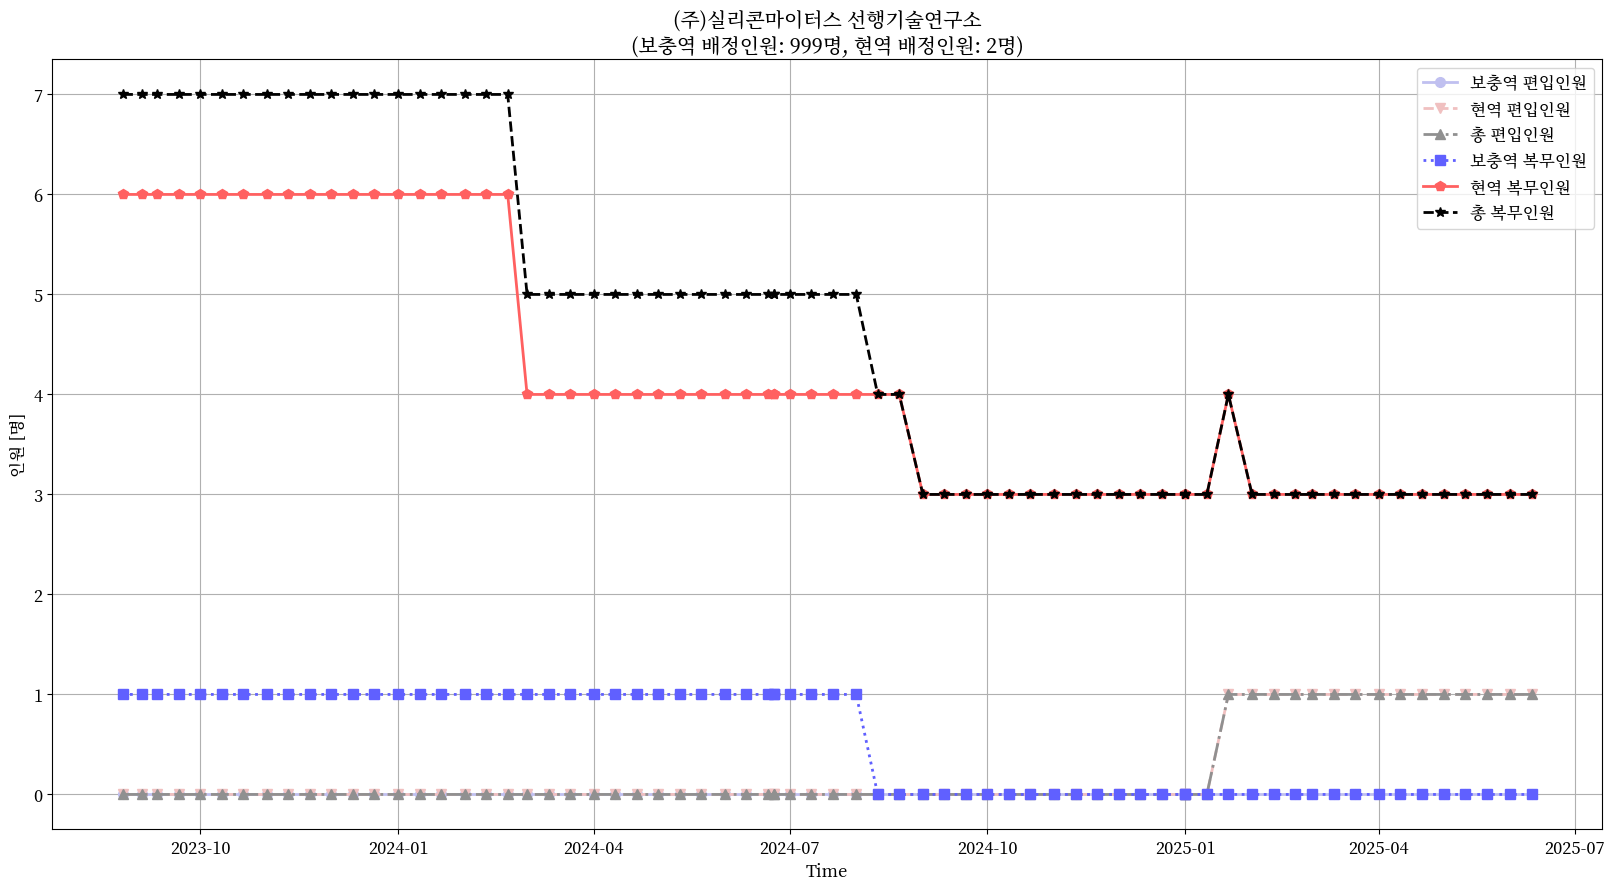 (주)실리콘마이터스 선행기술연구소
(보충역 배정인원: 999명, 현역 배정인원: 2명)
보충역 편입인원
현역 편입인원
총 편입인원
보충역 복무인원
현역 복무인원
총 복무인원
인원 [명]
7
6
5
4
3
2
1
0
2023-10
2024-01
2024-04
2024-07
2024-10
2025-01
2025-04
2025-07
Time